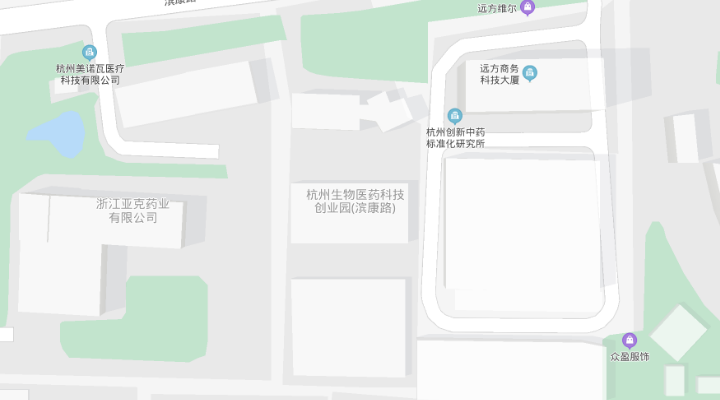 滨康路
远方维尔
杭州美诺瓦医疗
科技有限公司
远方商务
科技大厦
杭州创新中药
标准化研究所
浙江亚克药业
有限公司
杭州生物医药科技
创业园(滨康路)
众盈服饰